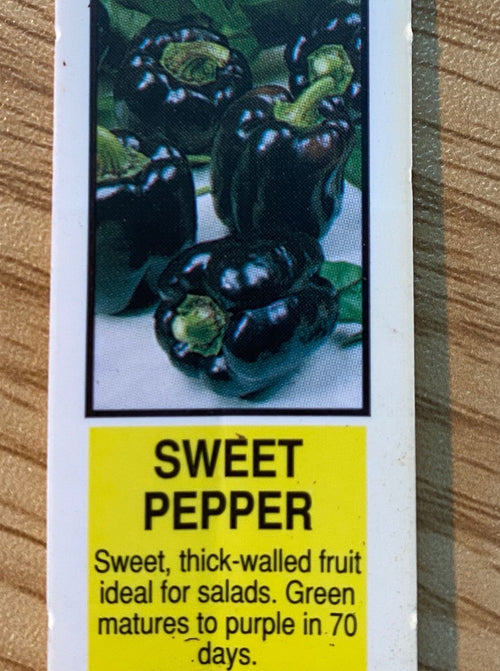 SWEET
PEPPER
Sweet, thick-walled fruit
ideal for salads. Green
matures to purple in 70
days.